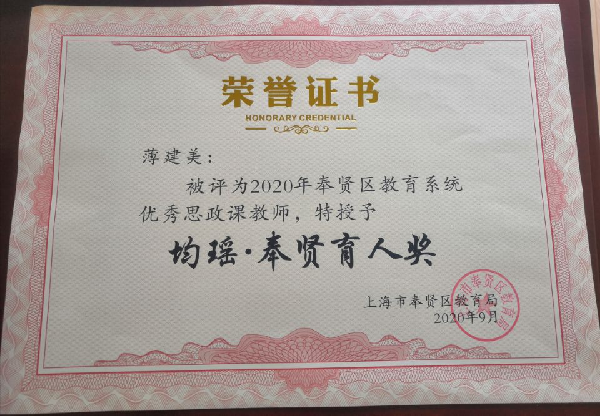 荣誉证书
HONORARY CREDENTIAL
薄建美：
被评为2020年奉贤区教育系统
优秀思政课教师，特授予
均瑶·奉贤育人奖
上海市奉贤区教育局
2020年9月